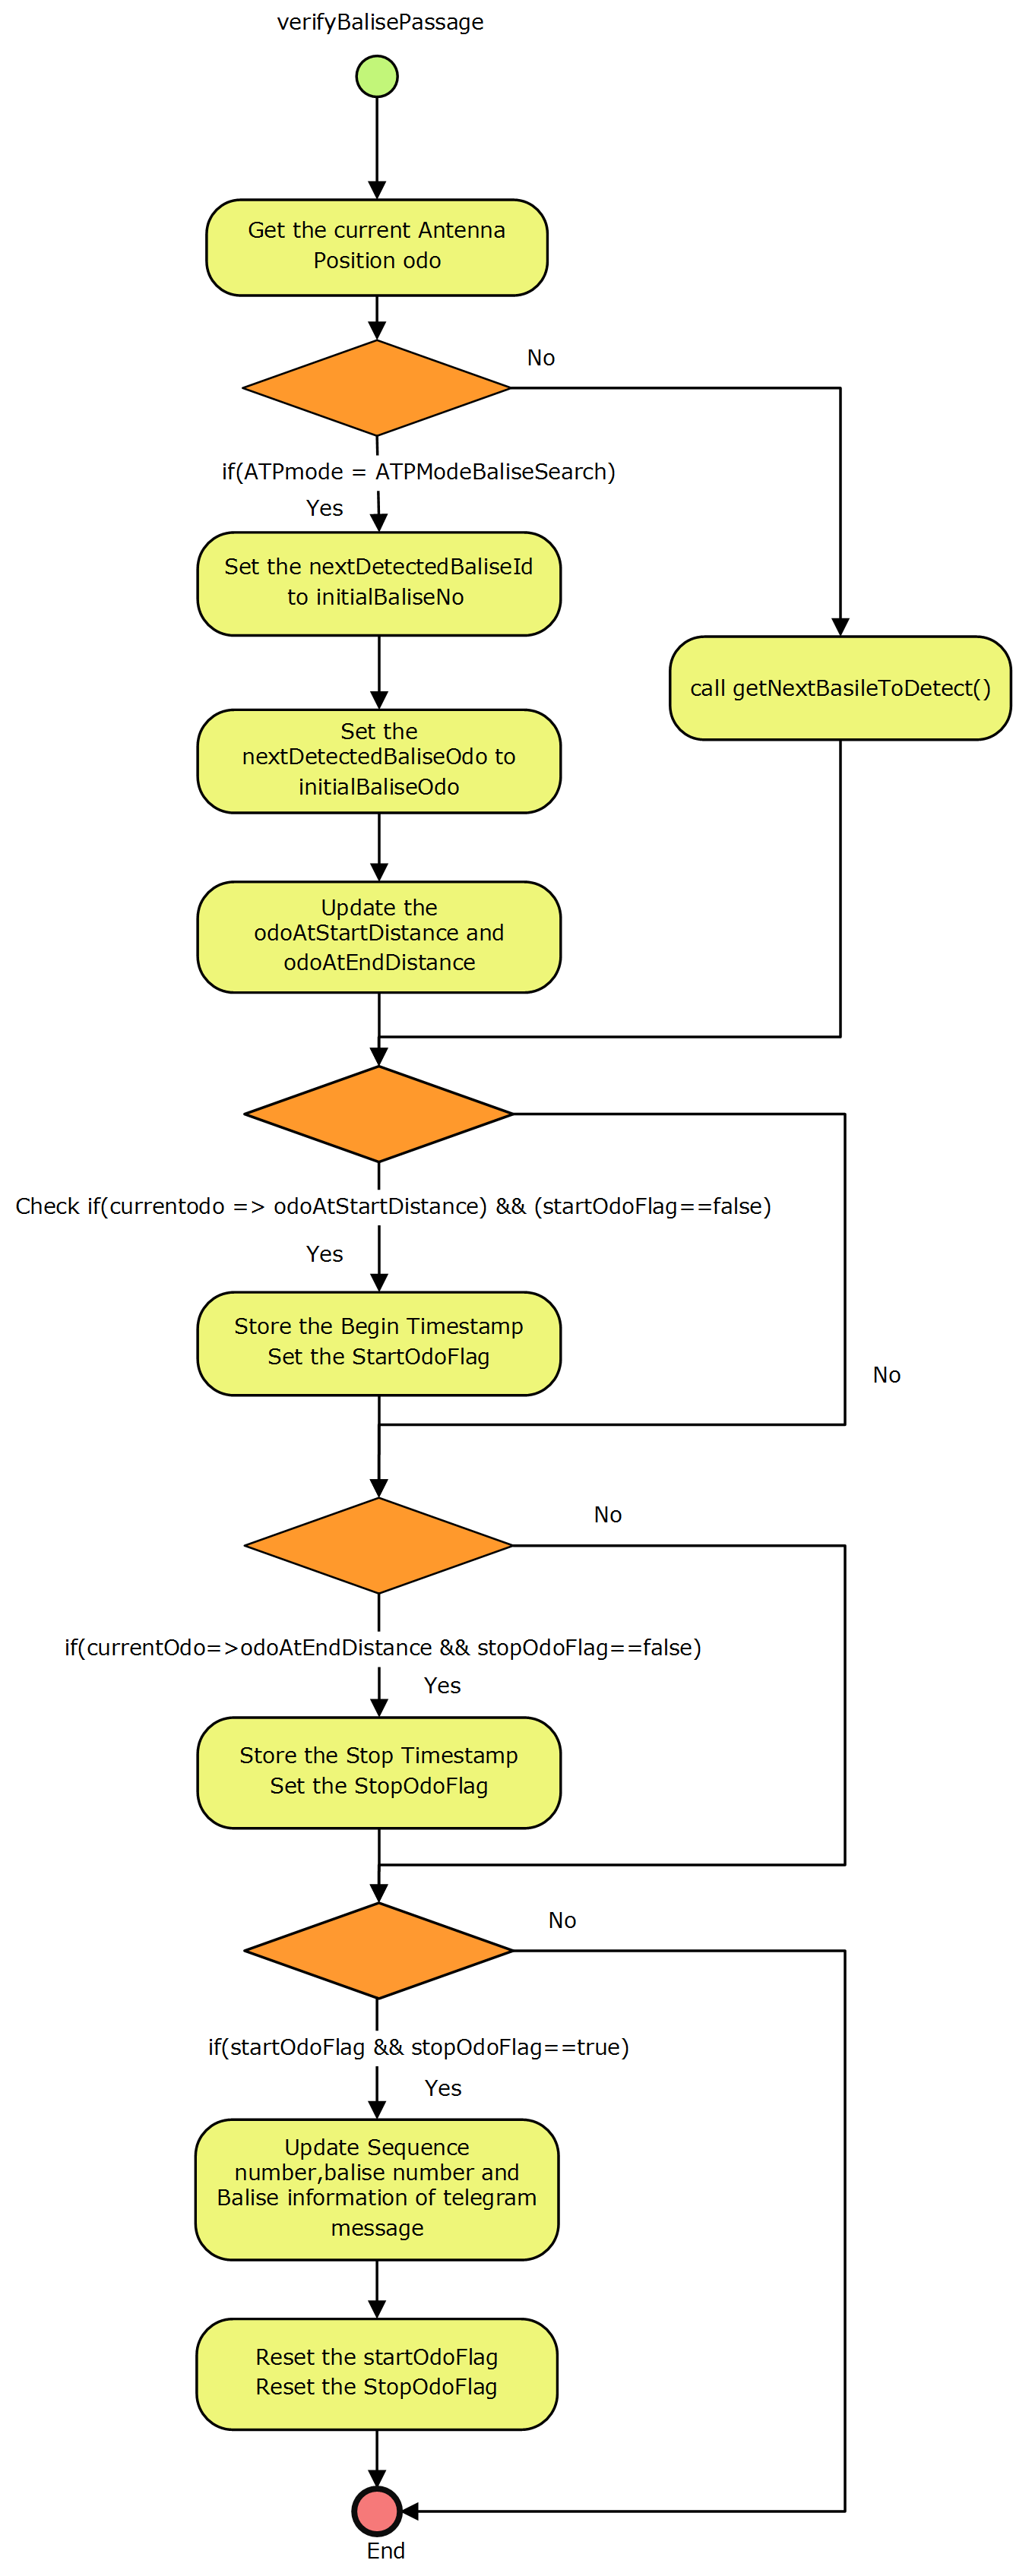 verifyBalisePassage
Get the current Antenna
Position odo
No
if(ATPmode = ATPModeBaliseSearch)
Yes
Set the nextDetectedBaliseId
to initialBaliseNo
call getNextBasileToDetect()
Set the
nextDetectedBaliseOdo to
initialBaliseOdo
Update the
odoAtStartDistance and
odoAtEndDistance
Check if(currentodo => odoAtStartDistance) && (startOdoFlag==false)
Yes
Store the Begin Timestamp
Set the StartOdoFlag
No
No
if(currentOdo=>odoAtEndDistance && stopOdoFlag==false)
Yes
Store the Stop Timestamp
Set the StopOdoFlag
No
if(startOdoFlag && stopOdoFlag==true)
Yes
Update Sequence
number,balise number and
Balise information of telegram
message
Reset the startOdoFlag
Reset the StopOdoFlag
End